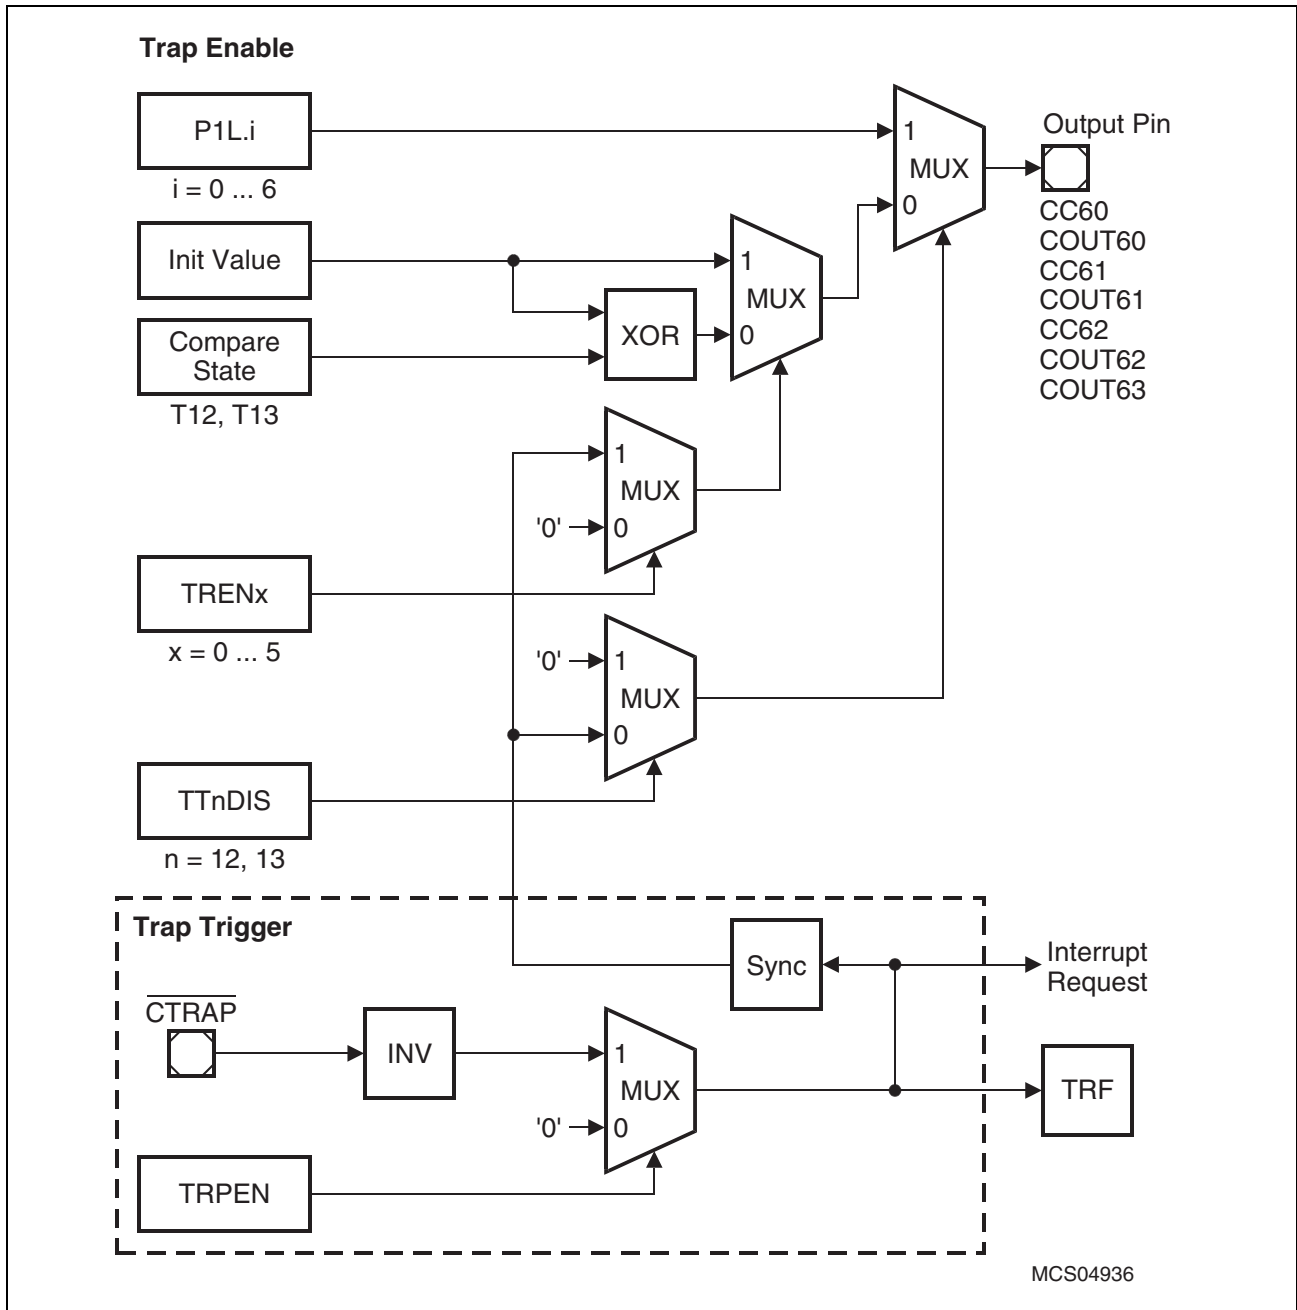 Trap Enable
P1L.i
i = 0 ... 6
1
MUX
0
Output Pin
CC60
COUT60
CC61
COUT61
CC62
COUT62
COUT63
Init Value
1
MUX
0
XOR
Compare
State
T12, T13
1
MUX
'0'
0
TRENx
x = 0 ... 5
'0'
1
MUX
0
TTnDIS
n = 12, 13
Trap Trigger
Sync
Interrupt
Request
CTRAP
INV
1
MUX
'0'
0
TRF
TRPEN
MCS04936